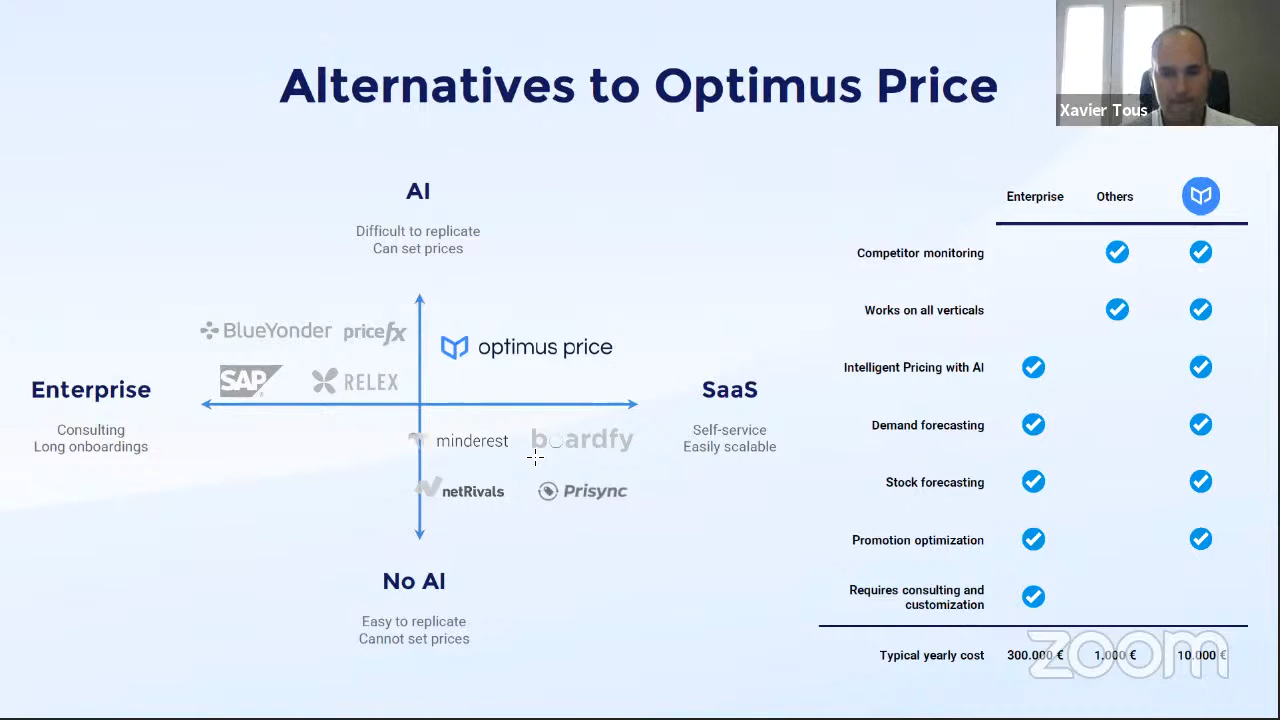 Alternatives to Optimus Price
Xavier Tous
AI
Difficult to replicate
Can set prices
BlueYonder
pricefx
optimus price
SAP
RELEX
Enterprise
Consulting
Long onboardings
SaaS
Self-service
Easily scalable
minderest
boardfy
netRivals
Prisync
No AI
Easy to replicate
Cannot set prices
Enterprise Others
Competitor monitoring
Works on all verticals
Intelligent Pricing with AI
Demand forecasting
Stock forecasting
Promotion optimization
Requires consulting and
customization
Typical yearly cost 300.000 € 1.000 € 10.000 €
zoom